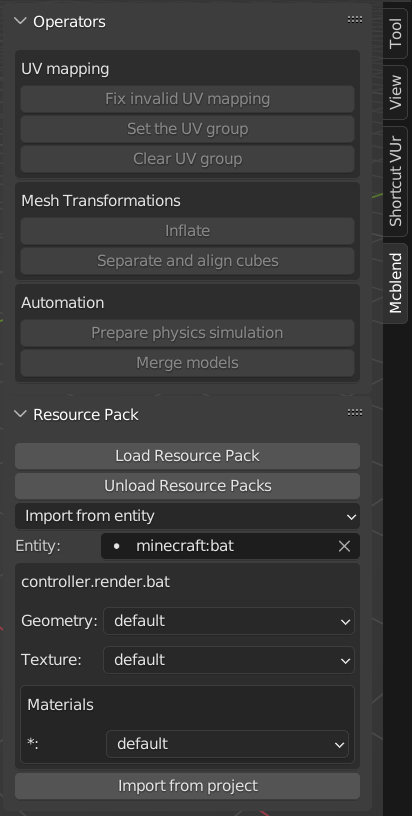 Operators
UV mapping
Fix invalid UV mapping
Set the UV group
Clear UV group
Mesh Transformations
Inflate
Separate and align cubes
Automation
Prepare physics simulation
Merge models
Resource Pack
Load Resource Pack
Unload Resource Packs
Import from entity
Entity: minecraft:bat
controller.render.bat
Geometry: default
Texture: default
Materials
*: default
Import from project
Tool
View
Shortcut VUr
Mcblend